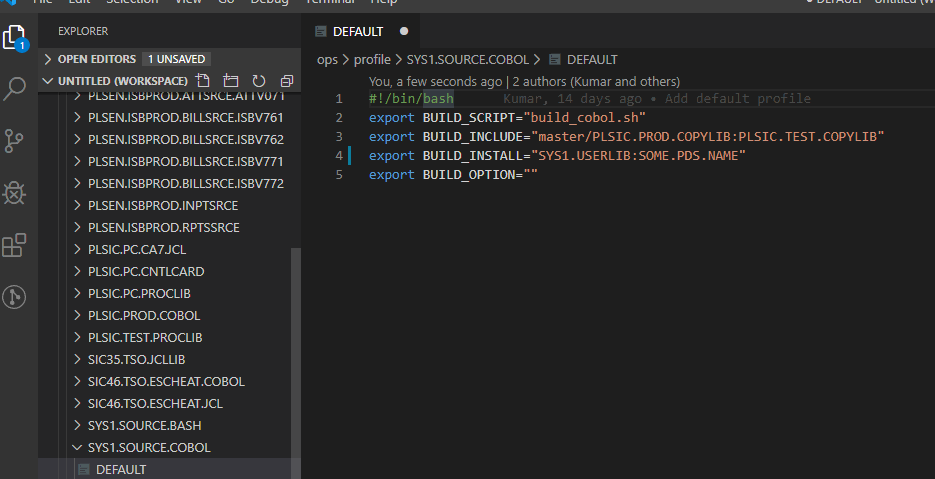 File Edit Selection View Go Debug Terminal Help
DEFAULT - Untitled (W
1
EXPLORER
OPEN EDITORS 1 UNSAVED
UNTITLED (WORKSPACE)
PLSEN.ISBPROD.ATTSRCE.ATTV071
PLSEN.ISBPROD.BILLSRCE.ISBV761
PLSEN.ISBPROD.BILLSRCE.ISBV762
PLSEN.ISBPROD.BILLSRCE.ISBV771
PLSEN.ISBPROD.BILLSRCE.ISBV772
PLSEN.ISBPROD.INPTSRCE
PLSEN.ISBPROD.RPTSSRCE
PLSIC.PC.CA7.JCL
PLSIC.PC.CNTLCARD
PLSIC.PC.PROCLIB
PLSIC.PROD.COBOL
PLSIC.TEST.PROCLIB
SIC35.TSO.JCLLIB
SIC46.TSO.ESCHEAT.COBOL
SIC46.TSO.ESCHEAT.JCL
SYS1.SOURCE.BASH
SYS1.SOURCE.COBOL
DEFAULT
DEFAULT
ops > profile > SYS1.SOURCE.COBOL > DEFAULT
You, a few seconds ago | 2 authors (Kumar and others)
1 #!/bin/bash Kumar, 14 days ago • Add default profile
2 export BUILD_SCRIPT="build_cobol.sh"
3 export BUILD_INCLUDE="master/PLSIC.PROD.COPYLIB:PLSIC.TEST.COPYLIB"
4 export BUILD_INSTALL="SYS1.USERLIB:SOME.PDS.NAME"
5 export BUILD_OPTION=""